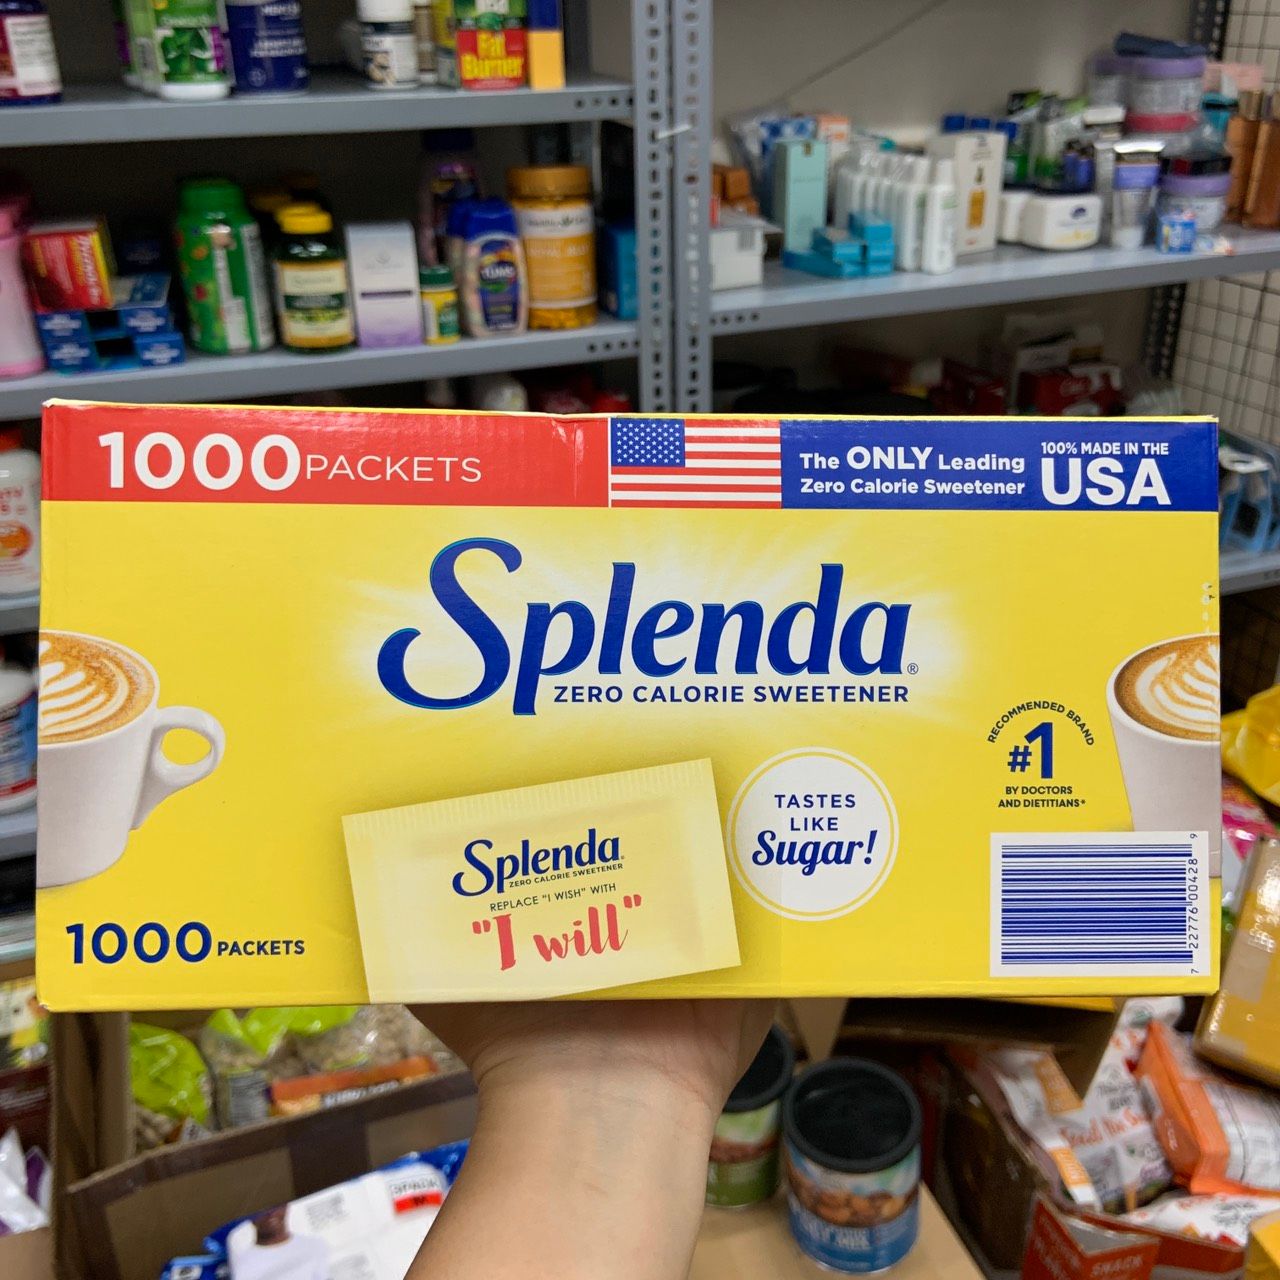 Fat
Burner
TUMS
1000 PACKETS
The ONLY Leading
Zero Calorie Sweetener
100% MADE IN THE
USA
Splenda®
ZERO CALORIE SWEETENER
RECOMMENDED BRAND
#1
BY DOCTORS
AND DIETITIANS*
TASTES
LIKE
Sugar!
Splenda®
ZERO CALORIE SWEETENER
REPLACE "I WISH" WITH
"I will"
1000 PACKETS
7 22776 00428 9